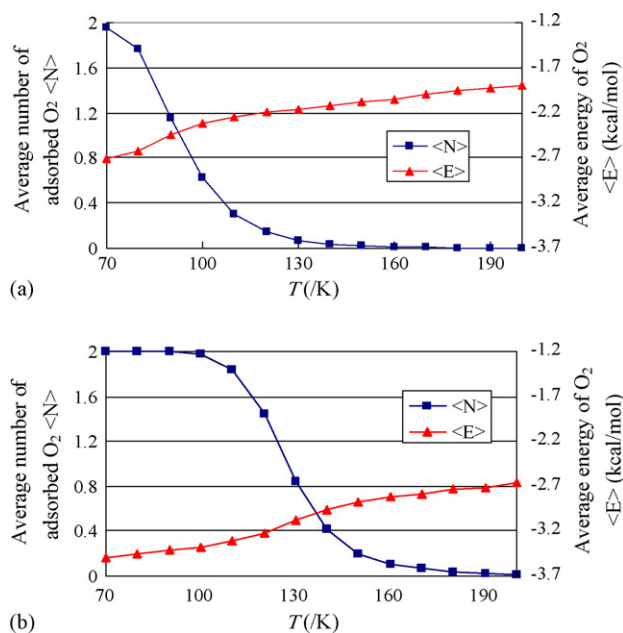 2
1.6
1.2
0.8
0.4
0
Average number of
adsorbed O₂ <N>
-1.2
-1.7
-2.2
-2.7
-3.2
-3.7
Average energy of O₂
<E> (kcal/mol)
<N>
<E>
70 100 130 160 190
T(/K)
(a)
2
1.6
1.2
0.8
0.4
0
Average number of
adsorbed O₂ <N>
-1.2
-1.7
-2.2
-2.7
-3.2
-3.7
Average energy of O₂
<E> (kcal/mol)
<N>
<E>
70 100 130 160 190
T(/K)
(b)